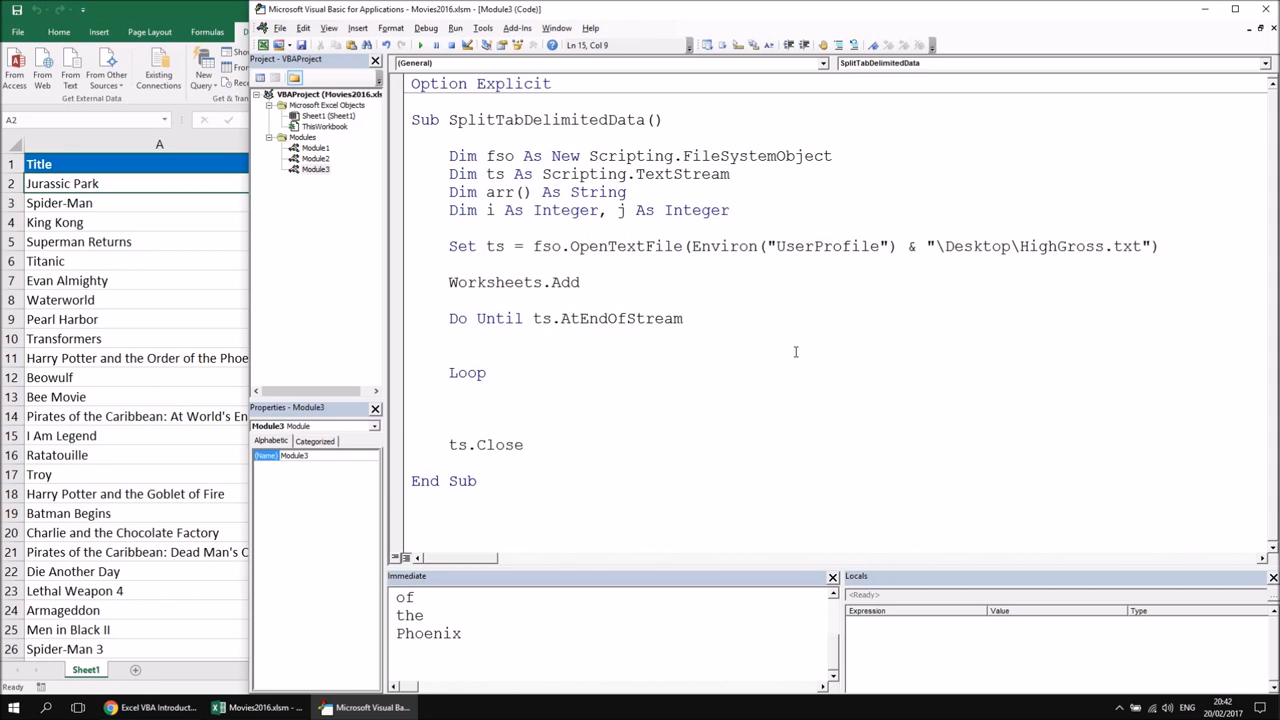 Microsoft Visual Basic for Applications - Movies2016.xlsm - [Module3 (Code)]
File Home Insert Page Layout Formulas D
File Edit View Insert Format Debug Run Tools Add-Ins Window Help
Ln 15, Col 9
From Access
From Web
From Text
From Other Sources
Existing Connections
New Query
Get External Data
Get & Tran
A2
A
1 Title
2 Jurassic Park
3 Spider-Man
4 King Kong
5 Superman Returns
6 Titanic
7 Evan Almighty
8 Waterworld
9 Pearl Harbor
10 Transformers
11 Harry Potter and the Order of the Phoe
12 Beowulf
13 Bee Movie
14 Pirates of the Caribbean: At World's En
15 I Am Legend
16 Ratatouille
17 Troy
18 Harry Potter and the Goblet of Fire
19 Batman Begins
20 Charlie and the Chocolate Factory
21 Pirates of the Caribbean: Dead Man's C
22 Die Another Day
23 Lethal Weapon 4
24 Armageddon
25 Men in Black II
26 Spider-Man 3
Sheet1
Ready
Project - VBAProject
VBAProject (Movies2016.xls
Microsoft Excel Objects
Sheet1 (Sheet1)
ThisWorkbook
Modules
Module1
Module2
Module3
Properties - Module3
Module3 Module
Alphabetic Categorized
(Name) Module3
(General) SplitTabDelimitedData
Option Explicit
Sub SplitTabDelimitedData()
Dim fso As New Scripting.FileSystemObject
Dim ts As Scripting.TextStream
Dim arr() As String
Dim i As Integer, j As Integer
Set ts = fso.OpenTextFile(Environ("UserProfile") & "\Desktop\HighGross.txt")
Worksheets.Add
Do Until ts.AtEndOfStream
Loop
ts.Close
End Sub
Immediate
of
the
Phoenix
Locals
<Ready>
Expression Value Type
Excel VBA Introduct...
Movies2016.xlsm - ...
Microsoft Visual Ba...
ENG
20:42
20/02/2017